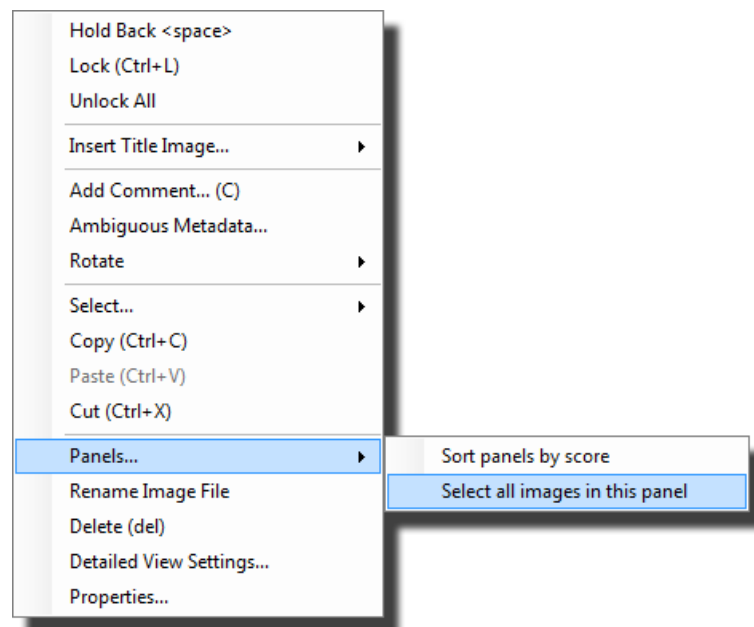 Hold Back <space>
Lock (Ctrl+L)
Unlock All
Insert Title Image...
Add Comment... (C)
Ambiguous Metadata...
Rotate
Select...
Copy (Ctrl+C)
Paste (Ctrl+V)
Cut (Ctrl+X)
Panels...
Sort panels by score
Rename Image File
Select all images in this panel
Delete (del)
Detailed View Settings...
Properties...